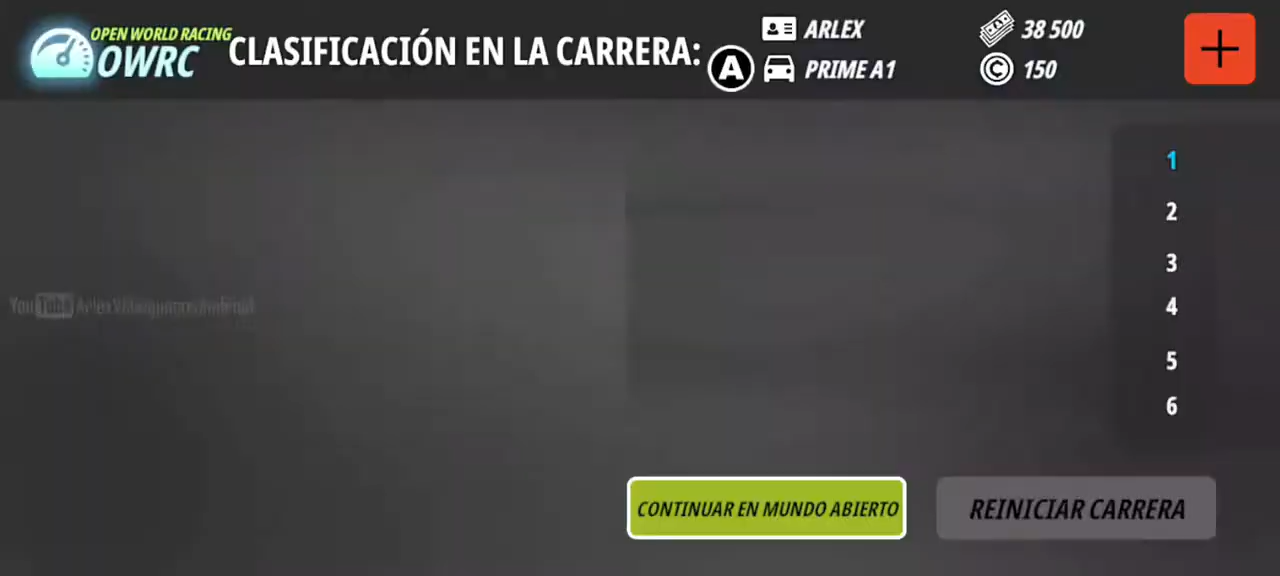 OPEN WORLD RACING
OWRC
CLASIFICACIÓN EN LA CARRERA:
A
ARLEX
PRIME A1
38 500
150
+
1
2
3
4
5
6
YouTube
CONTINUAR EN MUNDO ABIERTO
REINICIAR CARRERA